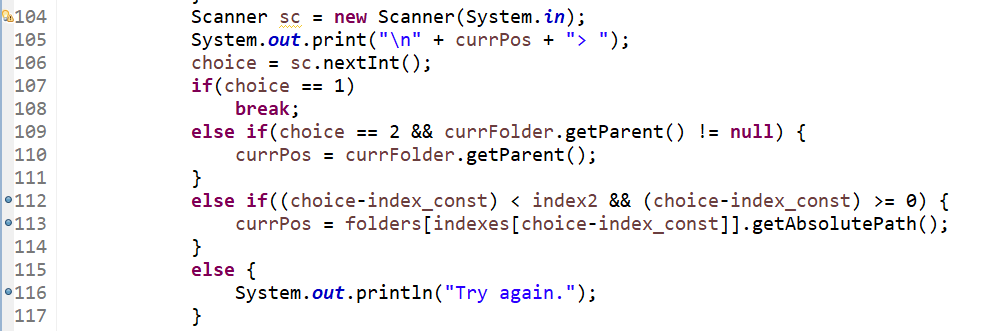 104 Scanner sc = new Scanner(System.in);
105 System.out.print("\n" + currPos + "> ");
106 choice = sc.nextInt();
107 if(choice == 1)
108 break;
109 else if(choice == 2 && currFolder.getParent() != null) {
110 currPos = currFolder.getParent();
111 }
112 else if((choice-index_const) < index2 && (choice-index_const) >= 0) {
113 currPos = folders[indexes[choice-index_const]].getAbsolutePath();
114 }
115 else {
116 System.out.println("Try again.");
117 }